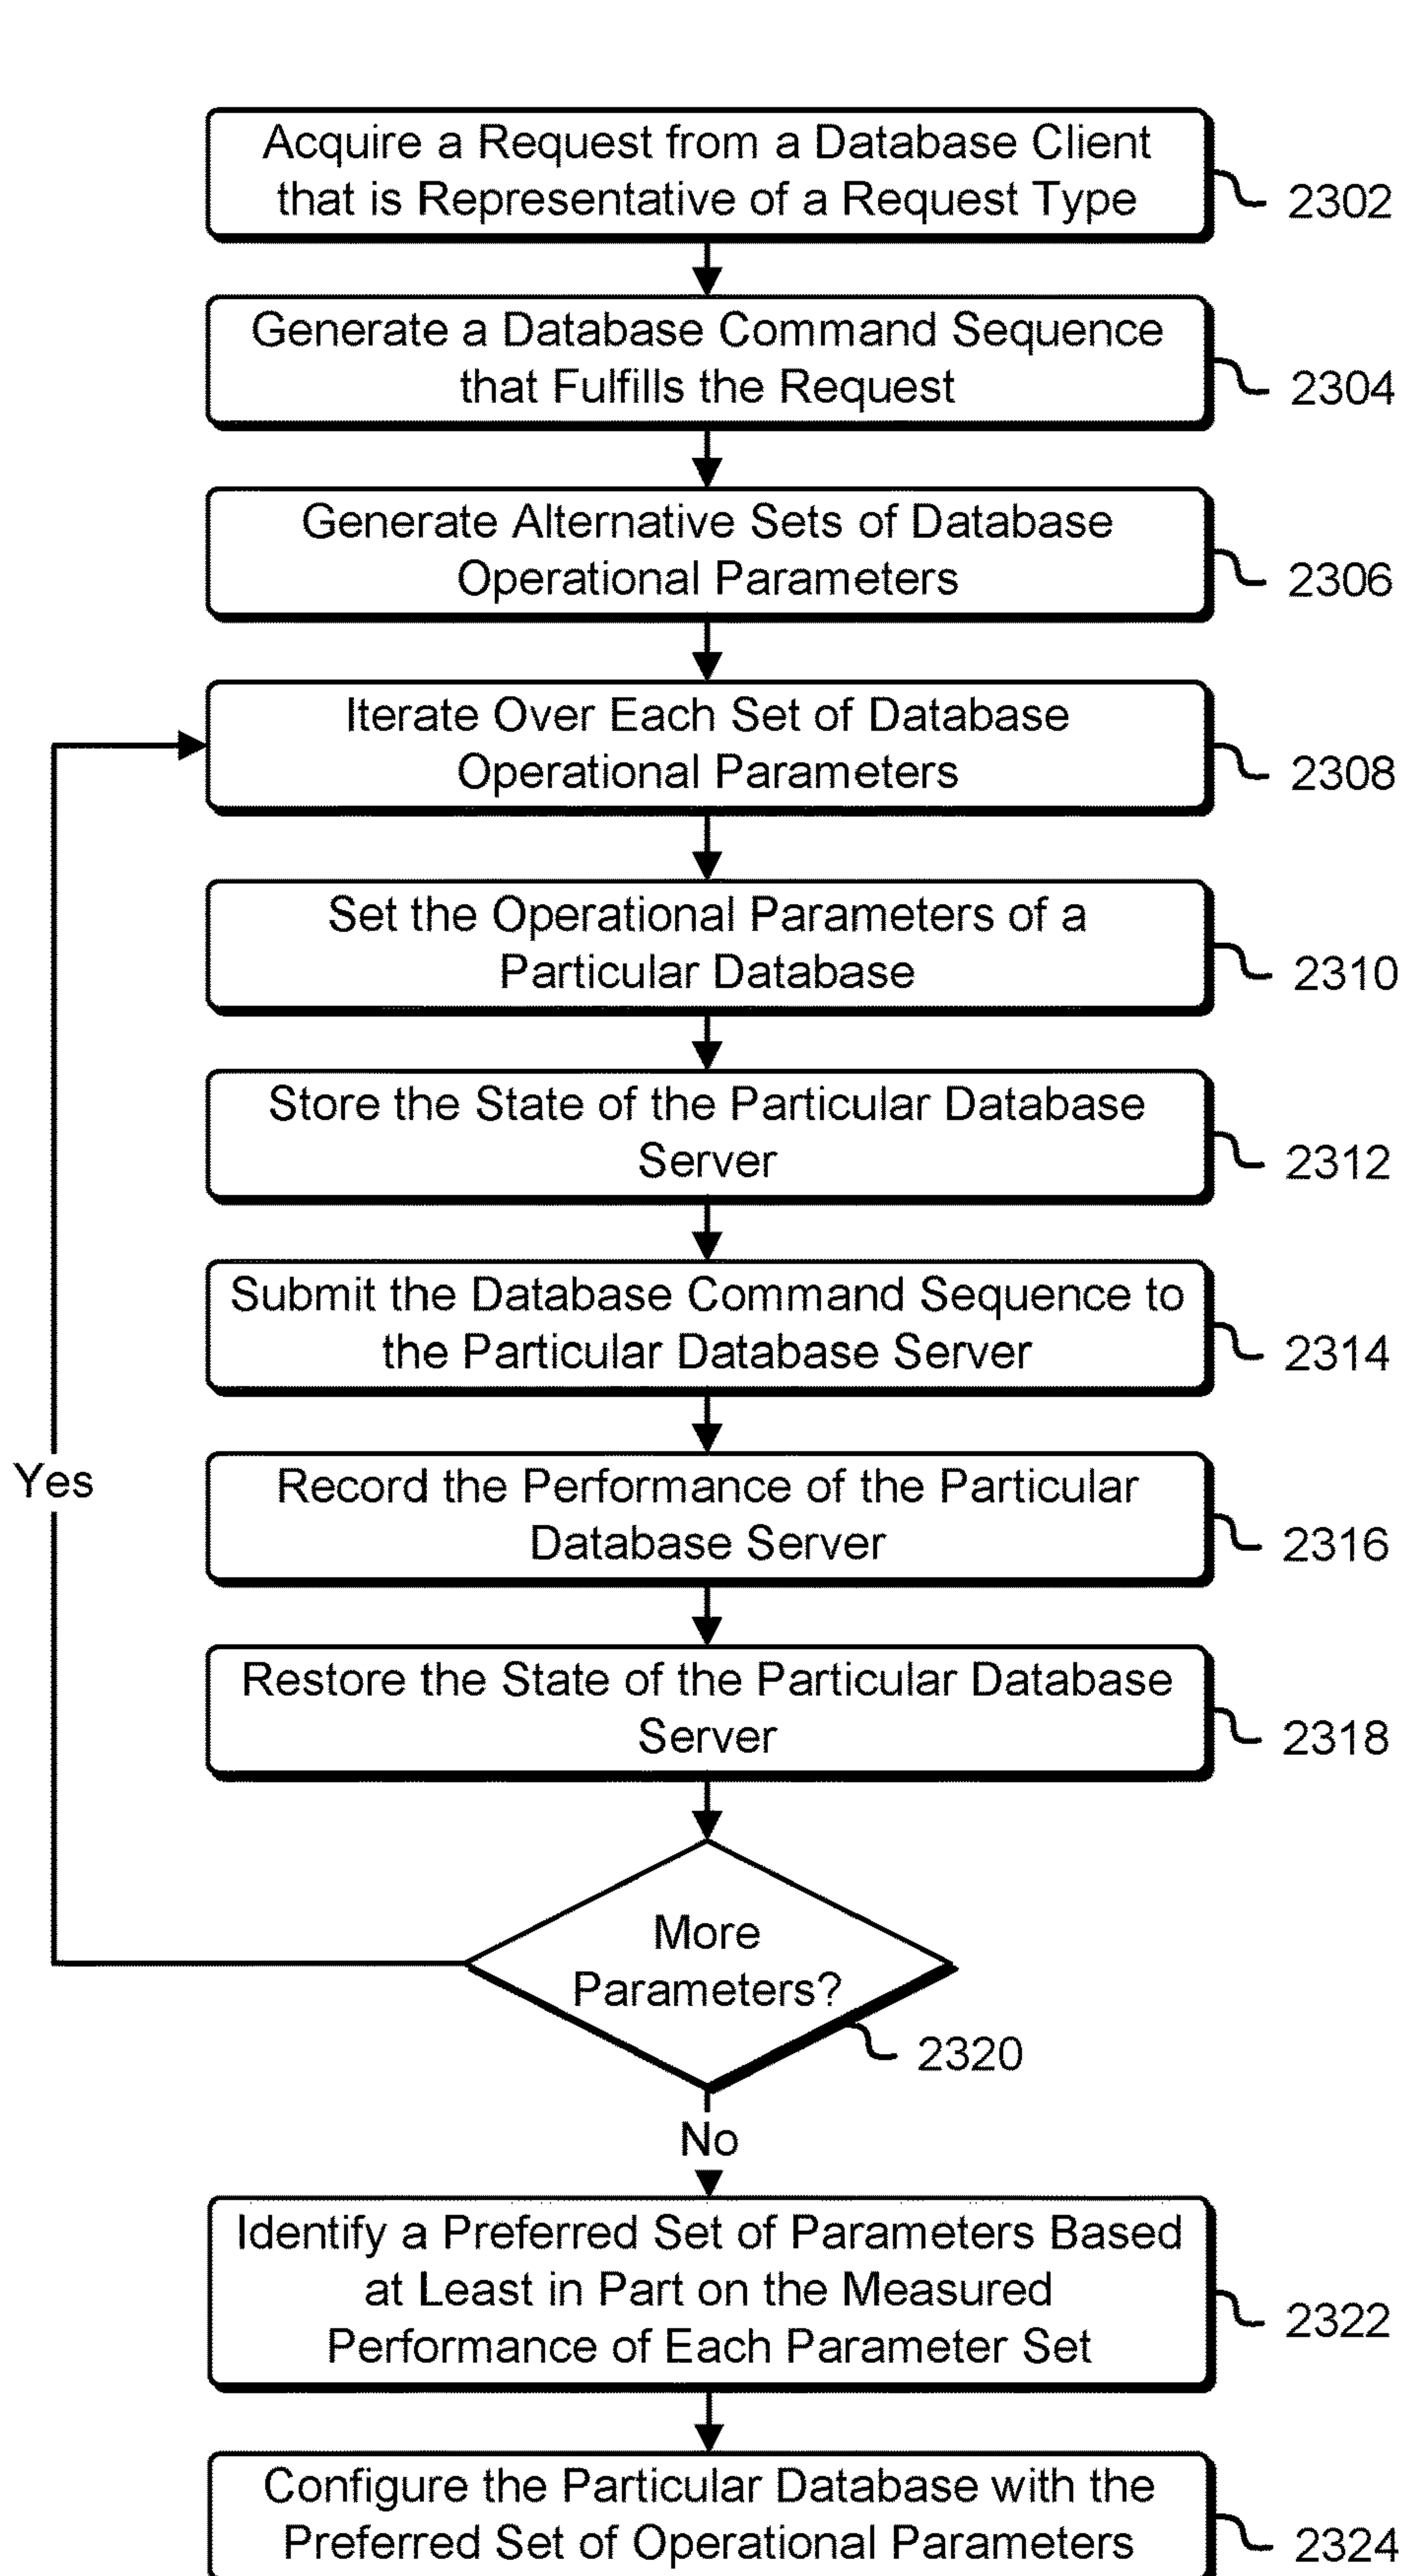 Acquire a Request from a Database Client
that is Representative of a Request Type
2302
Generate a Database Command Sequence
that Fulfills the Request
2304
Generate Alternative Sets of Database
Operational Parameters
2306
Iterate Over Each Set of Database
Operational Parameters
2308
Set the Operational Parameters of a
Particular Database
2310
Store the State of the Particular Database
Server
2312
Submit the Database Command Sequence to
the Particular Database Server
2314
Yes
Record the Performance of the Particular
Database Server
2316
Restore the State of the Particular Database
Server
2318
More
Parameters?
2320
No
Identify a Preferred Set of Parameters Based
at Least in Part on the Measured
Performance of Each Parameter Set
2322
Configure the Particular Database with the
Preferred Set of Operational Parameters
2324